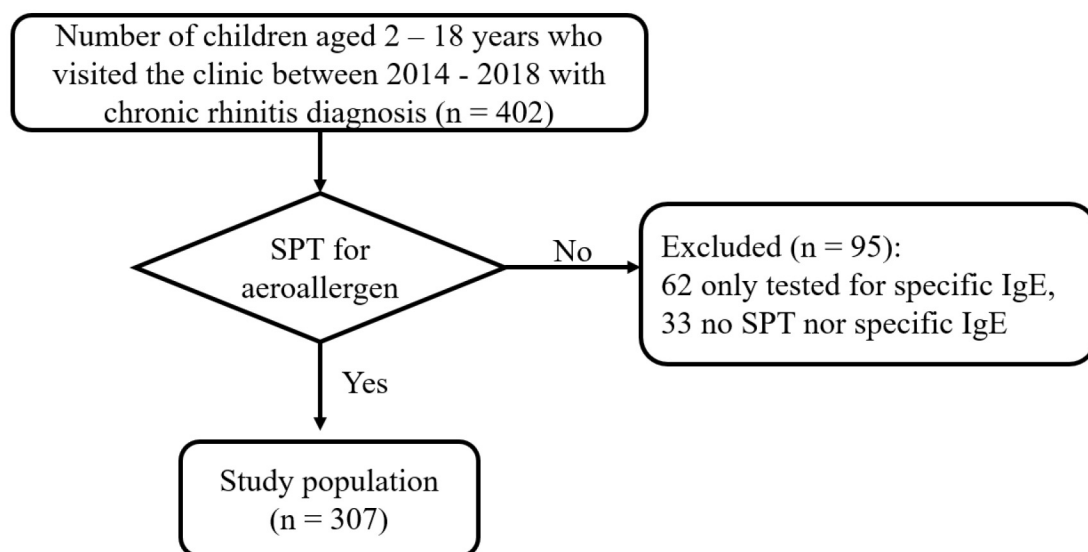 Number of children aged 2 – 18 years who
visited the clinic between 2014 - 2018 with
chronic rhinitis diagnosis (n = 402)
SPT for
aeroallergen
No
Excluded (n = 95):
62 only tested for specific IgE,
33 no SPT nor specific IgE
Yes
Study population
(n = 307)